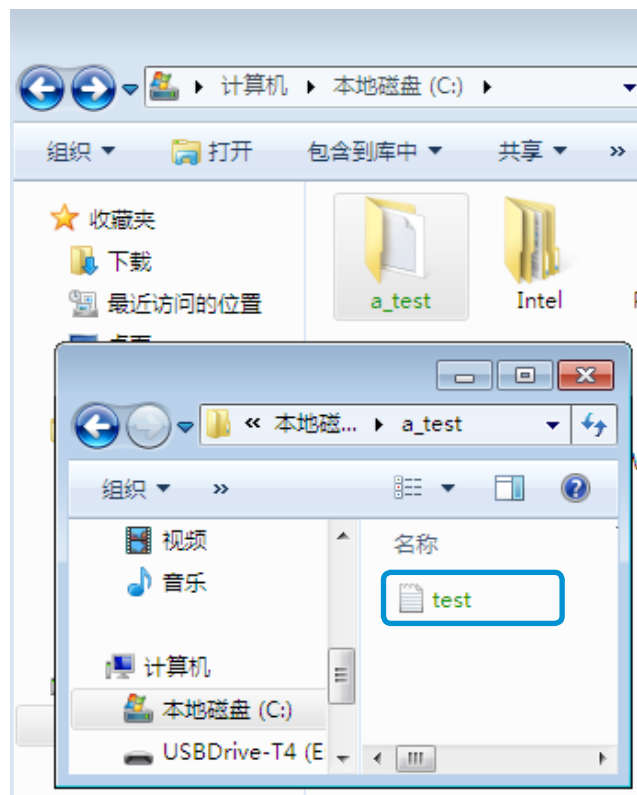 计算机 本地磁盘 (C:)
组织 打开 包含到库中 共享 »
收藏夹
下载
最近访问的位置
a_test Intel
« 本地磁... a_test
组织 »
视频
音乐
计算机
本地磁盘 (C:)
USBDrive-T4 (E
名称
test